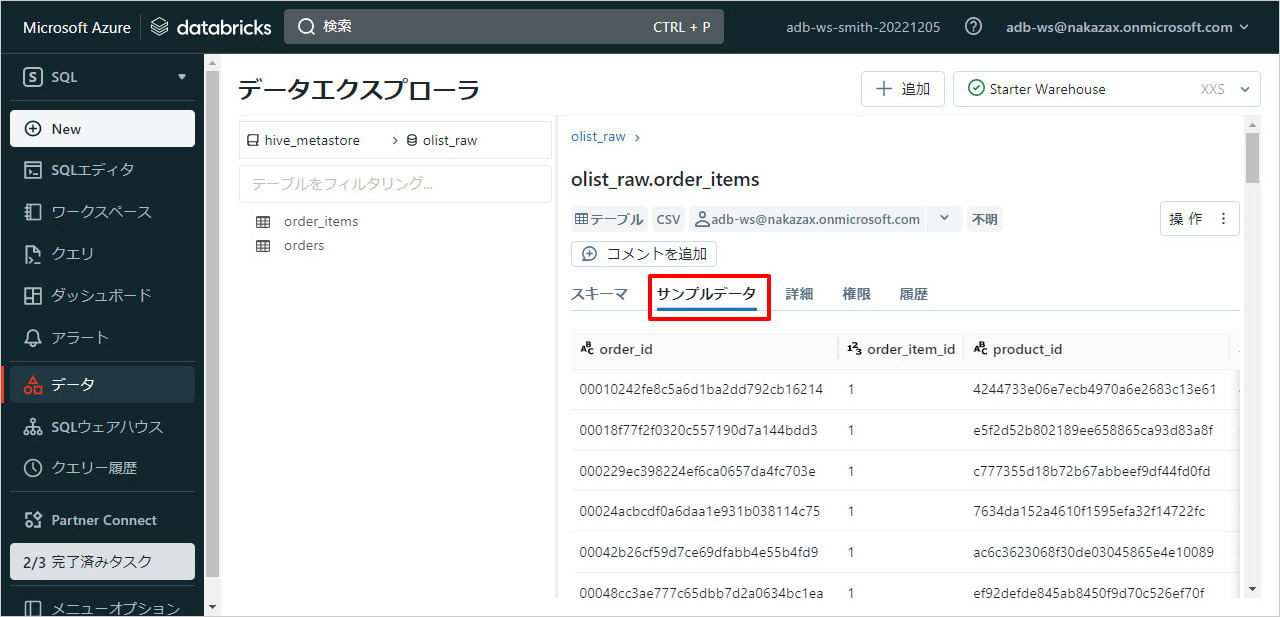 Microsoft Azure databricks 検索 CTRL + P adb-ws-smith-20221205 adb-ws@nakazax.onmicrosoft.com
SQL
New
SQLエディタ
ワークスペース
クエリ
ダッシュボード
アラート
データ
SQLウェアハウス
クエリー履歴
Partner Connect
2/3 完了済みタスク
メニューオプション
データエクスプローラ
追加
Starter Warehouse XXS
hive_metastore > olist_raw
テーブルをフィルタリング...
order_items
orders
olist_raw >
olist_raw.order_items
テーブル CSV adb-ws@nakazax.onmicrosoft.com 不明
操作
コメントを追加
スキーマ サンプルデータ 詳細 権限 履歴
order_id order_item_id product_id
00010242fe8c5a6d1ba2dd792cb16214 1 4244733e06e7ecb4970a6e2683c13e61
00018f77f2f0320c557190d7a144bdd3 1 e5f2d52b802189ee658865ca93d83a8f
000229ec398224ef6ca0657da4fc703e 1 c777355d18b72b67abbeef9df44fd0fd
00024acbcdf0a6daa1e931b038114c75 1 7634da152a4610f1595efa32f14722fc
00042b26cf59d7ce69dfabb4e55b4fd9 1 ac6c3623068f30de03045865e4e10089
00048cc3ae777c65dbb7d2a0634bc1ea 1 ef92defde845ab8450f9d70c526ef70f